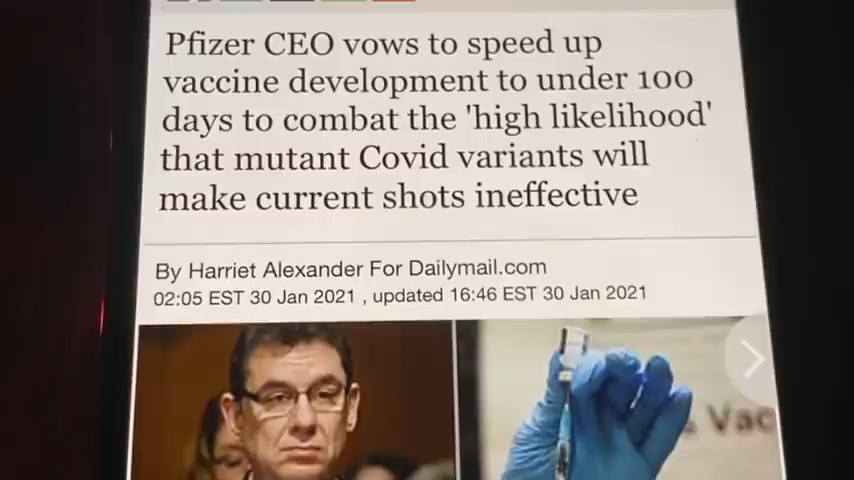 Pfizer CEO vows to speed up
vaccine development to under 100
days to combat the 'high likelihood'
that mutant Covid variants will
make current shots ineffective
By Harriet Alexander For Dailymail.com
02:05 EST 30 Jan 2021 , updated 16:46 EST 30 Jan 2021
Vac